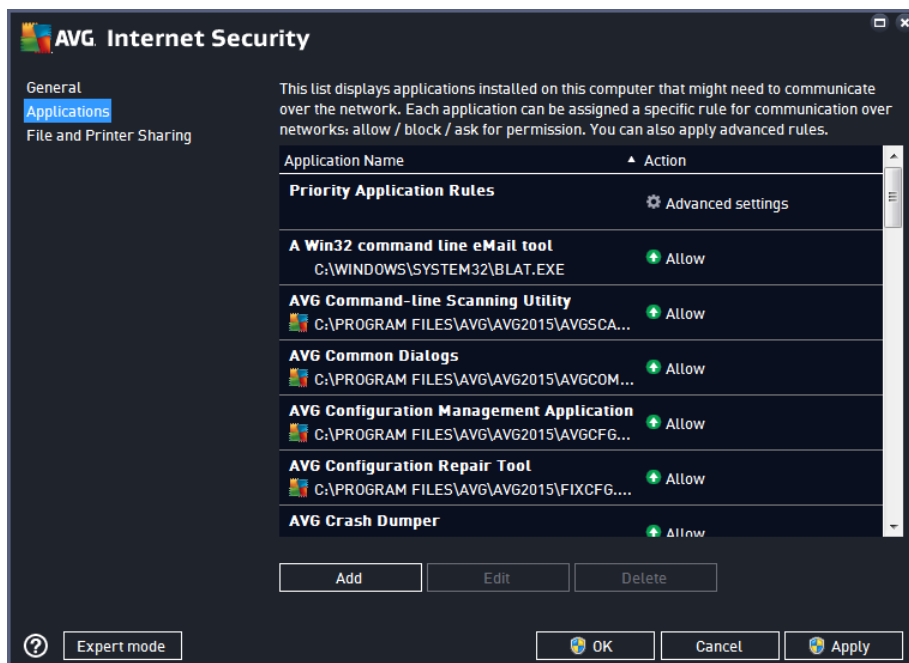 AVG Internet Security
General
Applications
File and Printer Sharing
This list displays applications installed on this computer that might need to communicate
over the network. Each application can be assigned a specific rule for communication over
networks: allow / block / ask for permission. You can also apply advanced rules.
Application Name Action
Priority Application Rules
Advanced settings
A Win32 command line eMail tool
C:\WINDOWS\SYSTEM32\BLAT.EXE
Allow
AVG Command-line Scanning Utility
C:\PROGRAM FILES\AVG\AVG2015\AVGSCA...
Allow
AVG Common Dialogs
C:\PROGRAM FILES\AVG\AVG2015\AVGCOM...
Allow
AVG Configuration Management Application
C:\PROGRAM FILES\AVG\AVG2015\AVGCFG...
Allow
AVG Configuration Repair Tool
C:\PROGRAM FILES\AVG\AVG2015\FIXCFG....
Allow
AVG Crash Dumper
Allow
Add Edit Delete
? Expert mode OK Cancel Apply